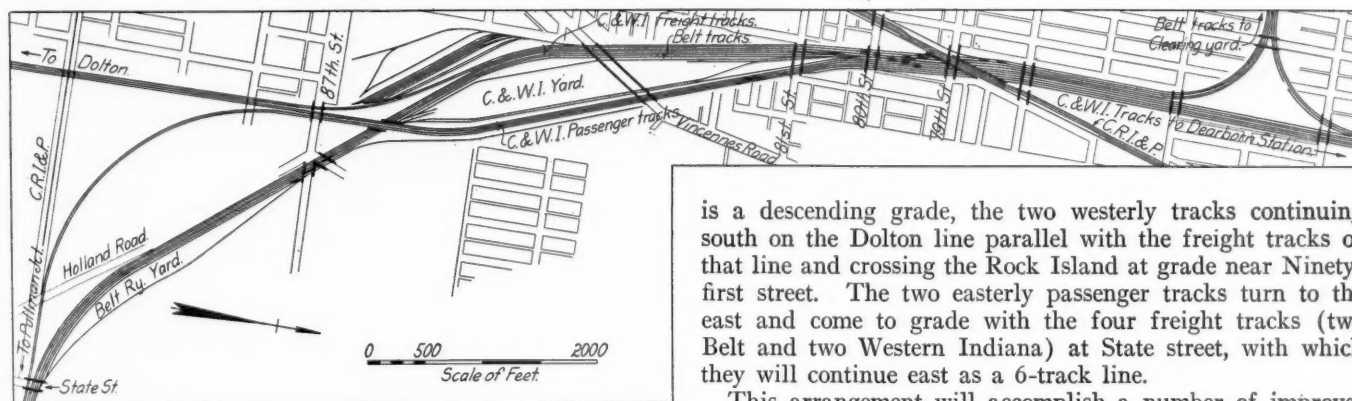 C.&W.I. Freight tracks.
Belt tracks
Belt tracks to
Clearing yard.
To
Dolton.
87th. St.
C.&.W.I. Yard.
C.&W.I. Passenger tracks
Vincennes Road
81st St.
80th St.
79th St.
C.&W.I. Tracks to Dearborn Station.
C.R.I.&P.
C.R.I.&P.
Holland Road.
Belt Ry. Yard.
State St.
0 500 2000
Scale of Feet.
is a descending grade, the two westerly tracks continuing
south on the Dolton line parallel with the freight tracks of
that line and crossing the Rock Island at grade near Ninety
first street. The two easterly passenger tracks turn to the
east and come to grade with the four freight tracks (two
Belt and two Western Indiana) at State street, with which
they will continue east as a 6-track line.
This arrangement will accomplish a number of improve